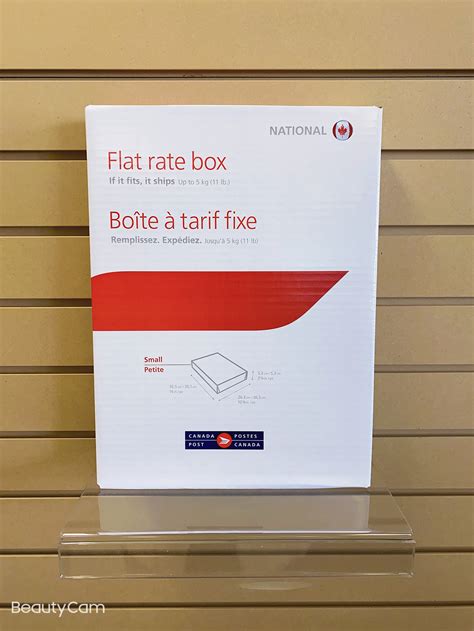 NATIONAL
Flat rate box
If it fits, it ships Up to 5 kg (11 lb.)
Boîte à tarif fixe
Remplissez. Expédiez. Jusqu'à 5 kg (11 lb)
Small
Petite
CANADA POSTES
POST CANADA
BeautyCam